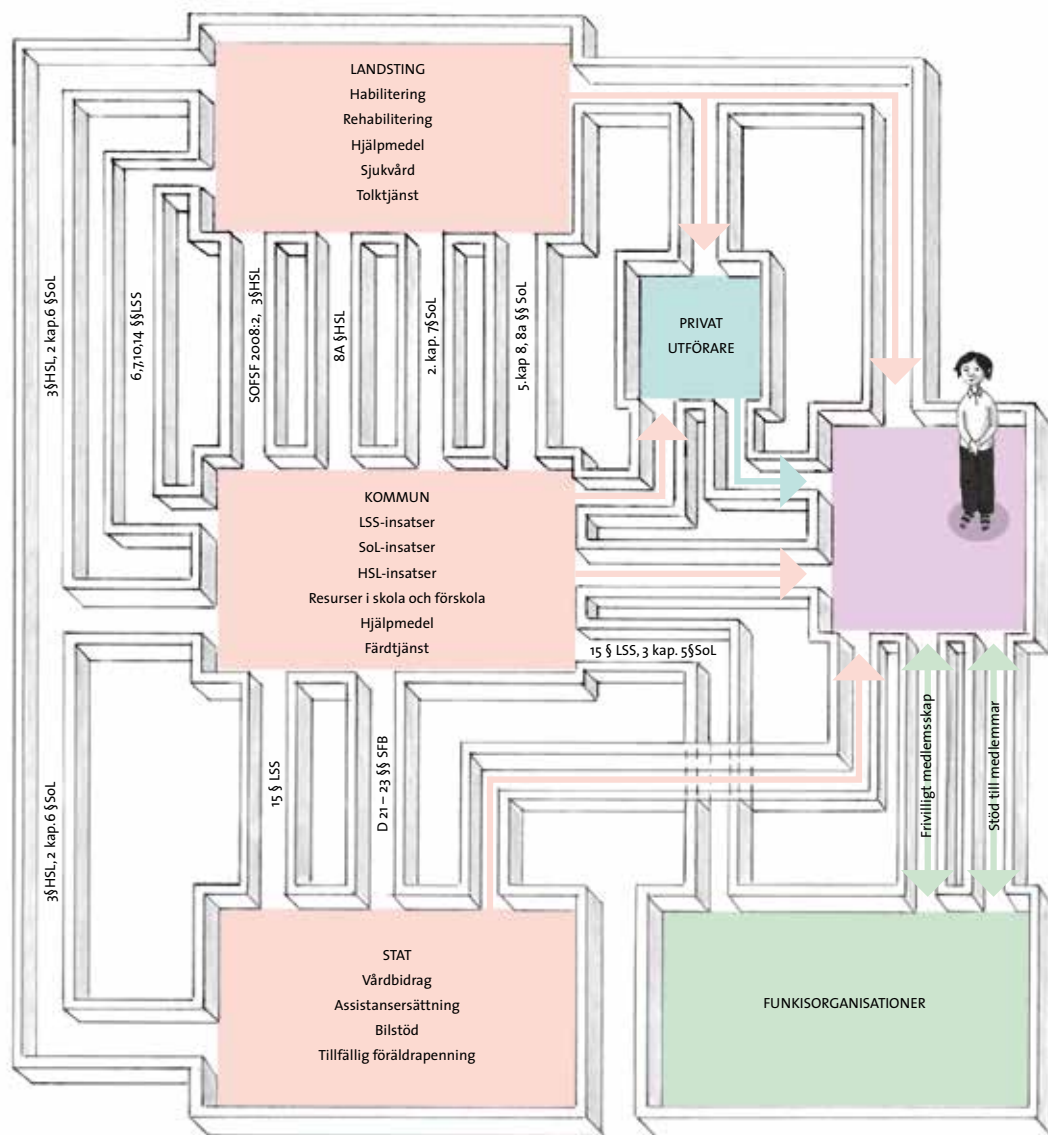 LANDSTING
Habilitering
Rehabilitering
Hjälpmedel
Sjukvård
Tolktjänst
3§HSL, 2 kap.6 §SoL
6,7,10,14 §§LSS
SOFSF 2008:2, 3§HSL
8A §HSL
2. kap. 7§SoL
5.kap 8, 8a §§ SoL
PRIVAT
UTFÖRARE
KOMMUN
LSS-insatser
SoL-insatser
HSL-insatser
Resurser i skola och förskola
Hjälpmedel
Färdtjänst
15 § LSS, 3 kap. 5§SoL
3§HSL, 2 kap.6 §SoL
15 § LSS
D 21 – 23 §§ SFB
Frivilligt medlemsskap
Stöd till medlemmar
STAT
Vårdbidrag
Assistansersättning
Bilstöd
Tillfällig föräldrapenning
FUNKISORGANISATIONER